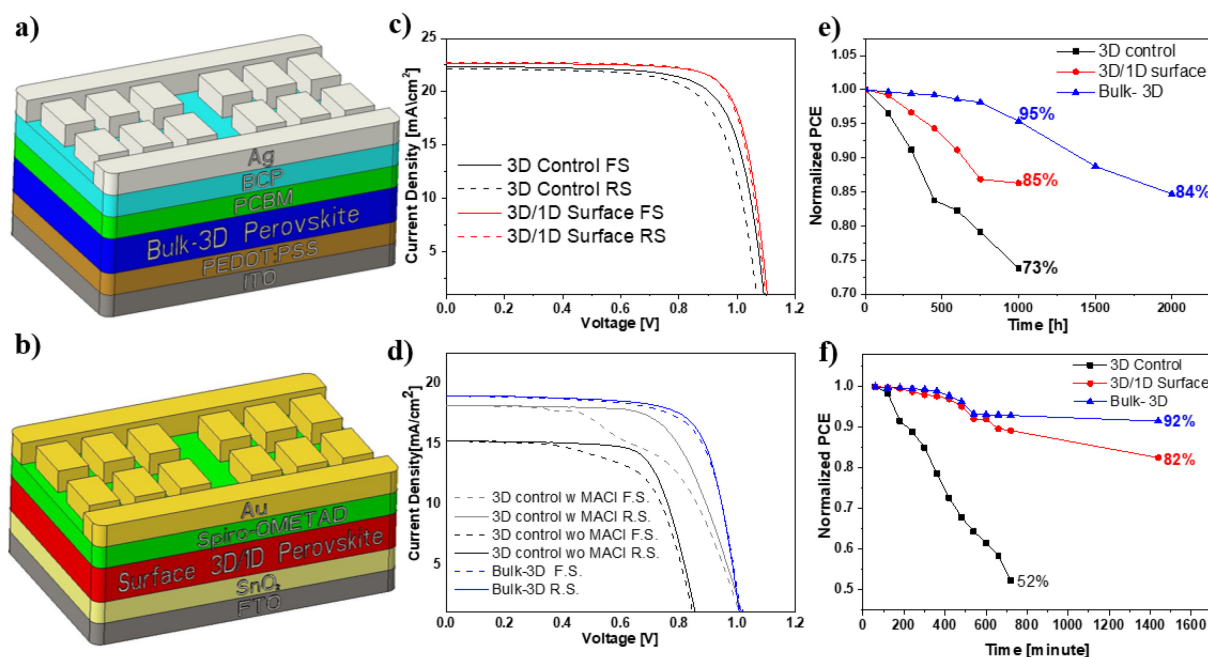 a)
Ag
BCP
PCBM
Bulk-3D Perovskite
PEDOT:PSS
ITO
b)
Au
Spiro-OMETAD
Surface 3D/1D Perovskite
SnO₂
FTO
c)
25
20
15
10
5
0.0 0.2 0.4 0.6 0.8 1.0 1.2
Current Density [mA\cm²]
Voltage [V]
3D Control FS
3D Control RS
3D/1D Surface FS
3D/1D Surface RS
d)
20
15
10
5
0.0 0.2 0.4 0.6 0.8 1.0 1.2
Current Density[mA/cm²]
Voltage [V]
3D control w MACl F.S.
3D control w MACl R.S.
3D control wo MACl F.S.
3D control wo MACl R.S.
Bulk-3D F.S.
Bulk-3D R.S.
e)
1.05
1.00
0.95
0.90
0.85
0.80
0.75
0.70
0 500 1000 1500 2000
Normalized PCE
Time [h]
3D control
3D/1D surface
Bulk- 3D
95%
85%
84%
73%
f)
1.0
0.9
0.8
0.7
0.6
0.5
0 200 400 600 800 1000 1200 1400 1600
Normalized PCE
Time [minute]
3D Control
3D/1D Surface
Bulk- 3D
92%
82%
52%